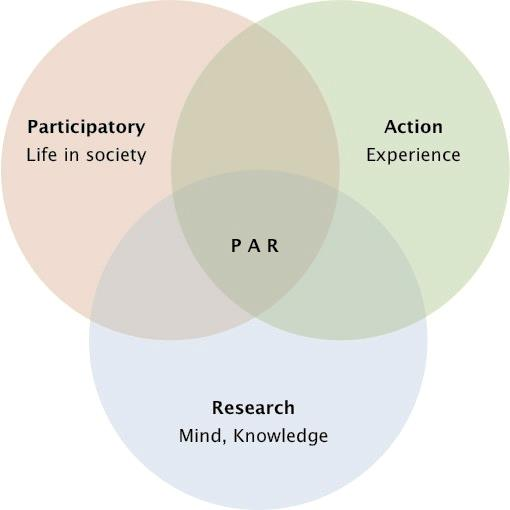 Participatory
Life in society
Action
Experience
P A R
Research
Mind, Knowledge